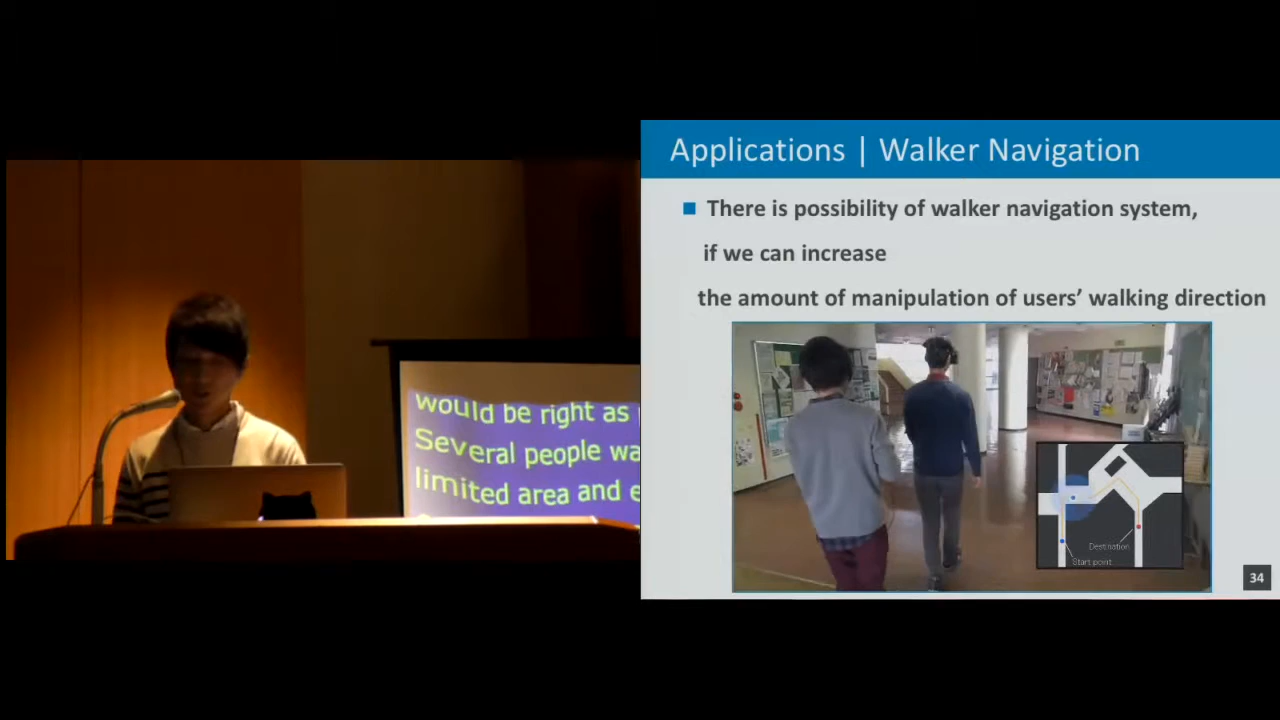 would be right as
Several people wa
limited area and e
Applications | Walker Navigation
There is possibility of walker navigation system,
if we can increase
the amount of manipulation of users’ walking direction
Destination
Start point
34